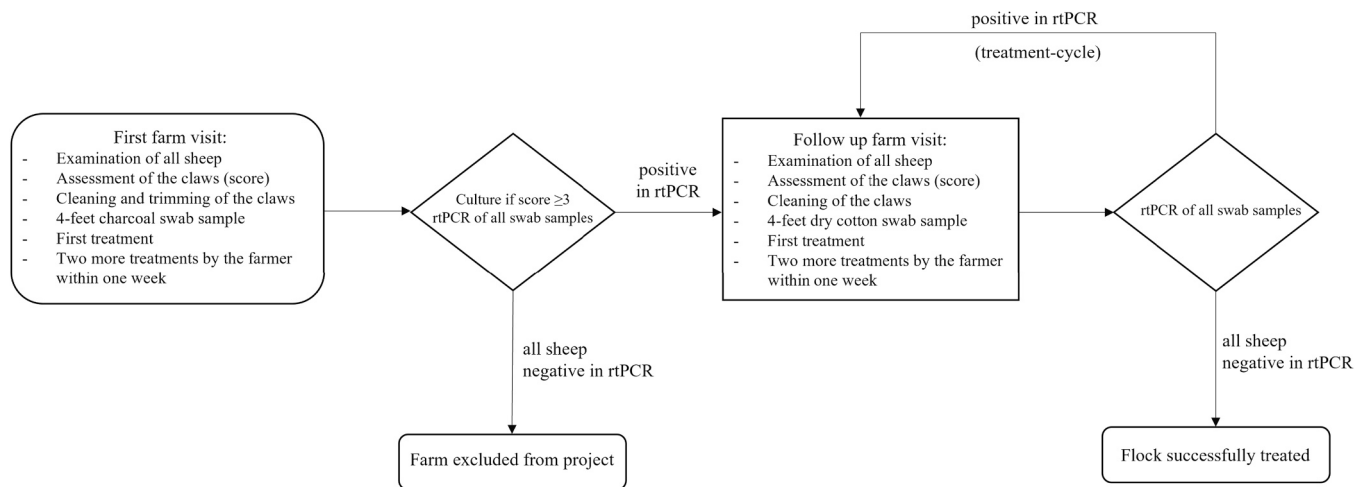 First farm visit:
- Examination of all sheep
- Assessment of the claws (score)
- Cleaning and trimming of the claws
- 4-feet charcoal swab sample
- First treatment
- Two more treatments by the farmer
within one week
Culture if score ≥3
rtPCR of all swab samples
positive
in rtPCR
all sheep
negative in rtPCR
Farm excluded from project
positive in rtPCR
(treatment-cycle)
Follow up farm visit:
- Examination of all sheep
- Assessment of the claws (score)
- Cleaning of the claws
- 4-feet dry cotton swab sample
- First treatment
- Two more treatments by the farmer
within one week
rtPCR of all swab samples
all sheep
negative in rtPCR
Flock successfully treated